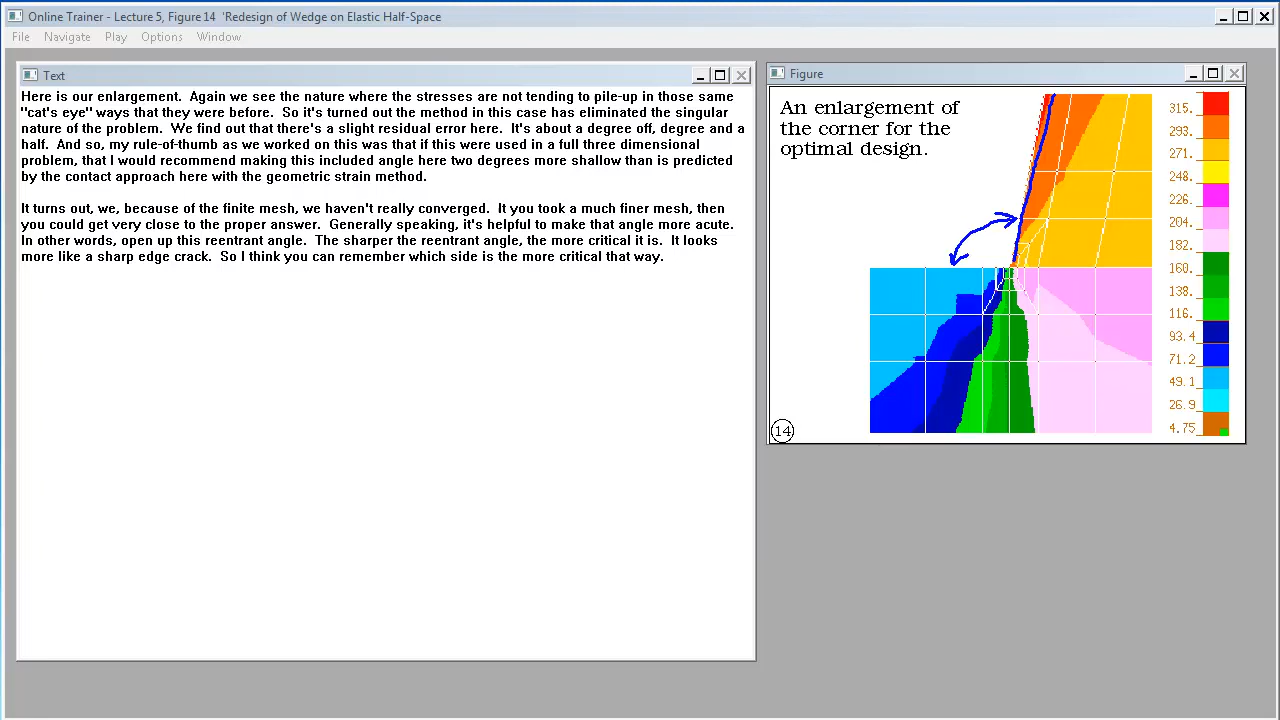 Online Trainer - Lecture 5, Figure 14  'Redesign of Wedge on Elastic Half-Space
File Navigate Play Options Window
Text
Here is our enlargement.  Again we see the nature where the stresses are not tending to pile-up in those same
"cat's eye" ways that they were before.  So it's turned out the method in this case has eliminated the singular
nature of the problem.  We find out that there's a slight residual error here.  It's about a degree off, degree and a
half.  And so, my rule-of-thumb as we worked on this was that if this were used in a full three dimensional
problem, that I would recommend making this included angle here two degrees more shallow than is predicted
by the contact approach here with the geometric strain method.
It turns out, we, because of the finite mesh, we haven't really converged.  It you took a much finer mesh, then
you could get very close to the proper answer.  Generally speaking, it's helpful to make that angle more acute.
In other words, open up this reentrant angle.  The sharper the reentrant angle, the more critical it is.  It looks
more like a sharp edge crack.  So I think you can remember which side is the more critical that way.
Figure
An enlargement of
the corner for the
optimal design.
315.
293.
271.
248.
226.
204.
182.
160.
138.
116.
93.4
71.2
49.1
26.9
4.75
14